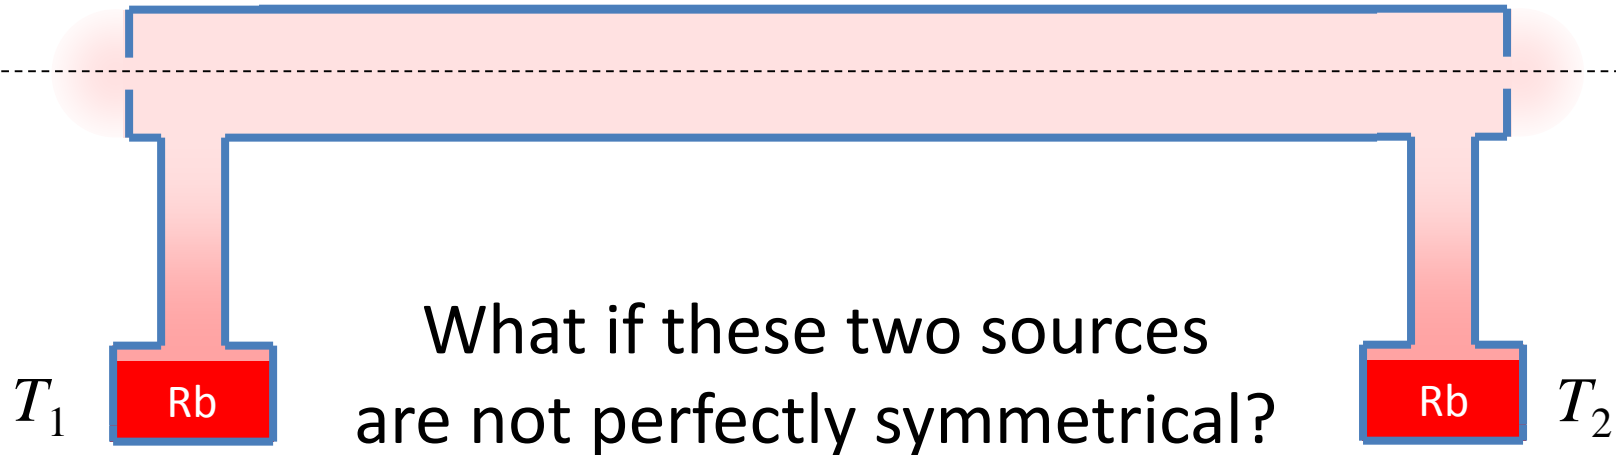 What if these two sources
are not perfectly symmetrical?
T1
Rb
Rb
T2